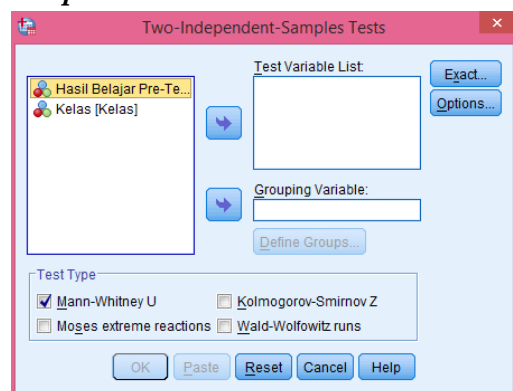 Two-Independent-Samples Tests
Test Variable List:
Hasil Belajar Pre-Te...
Kelas [Kelas]
Exact...
Options...
Grouping Variable:
Define Groups...
Test Type
Mann-Whitney U
Kolmogorov-Smirnov Z
Moses extreme reactions
Wald-Wolfowitz runs
OK
Paste
Reset
Cancel
Help